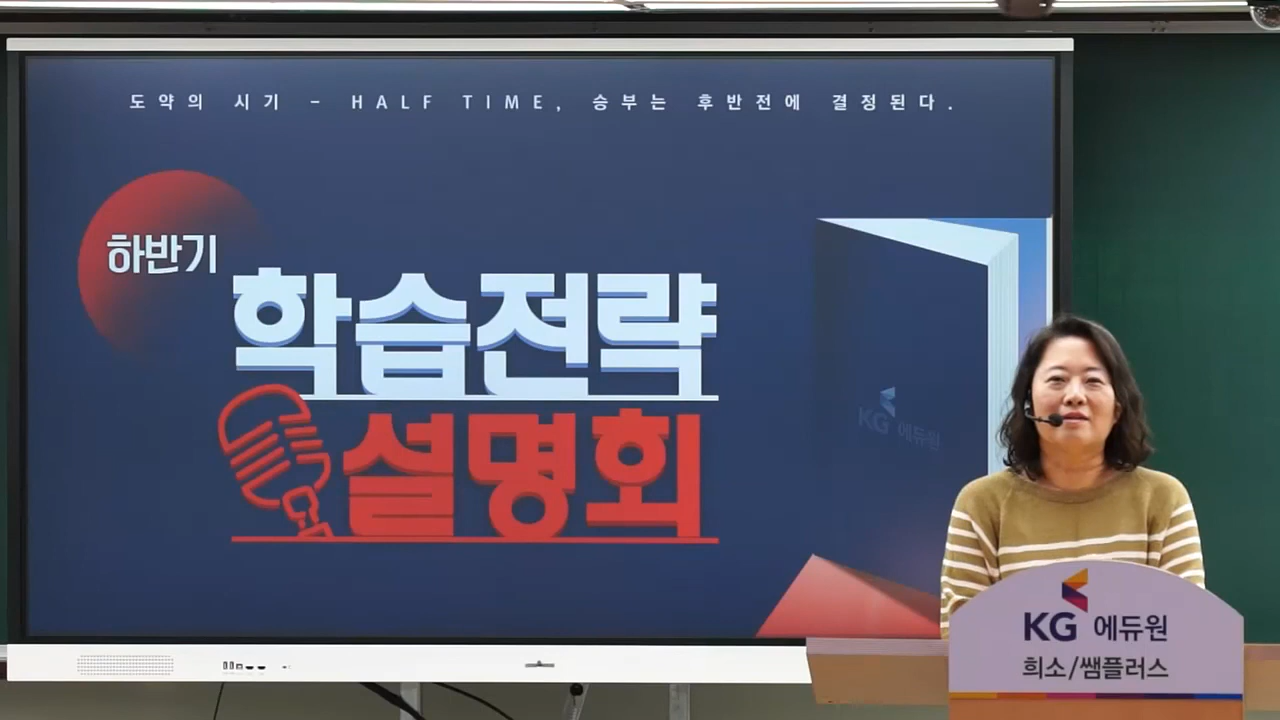 도약의 시기 - HALF TIME, 승부는 후반전에 결정된다.
하반기
학습전략
설명회
KG 에듀원
KG 에듀원
희소/쌤플러스